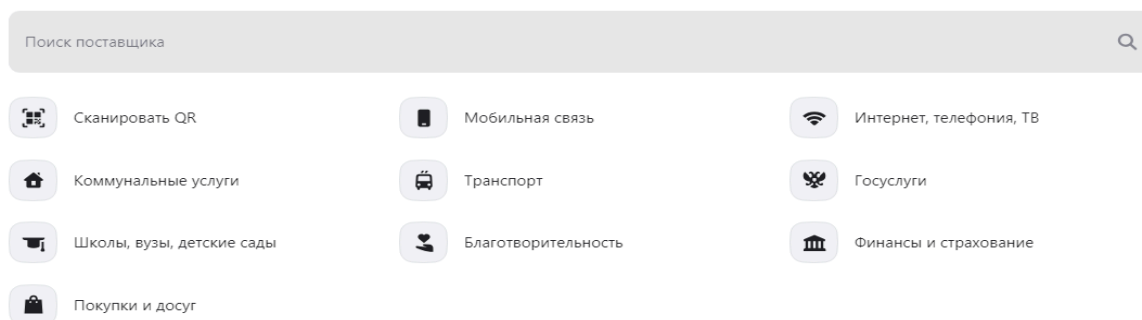 Поиск поставщика
Сканировать QR
Мобильная связь
Интернет, телефония, ТВ
Коммунальные услуги
Транспорт
Госуслуги
Школы, вузы, детские сады
Благотворительность
Финансы и страхование
Покупки и досуг